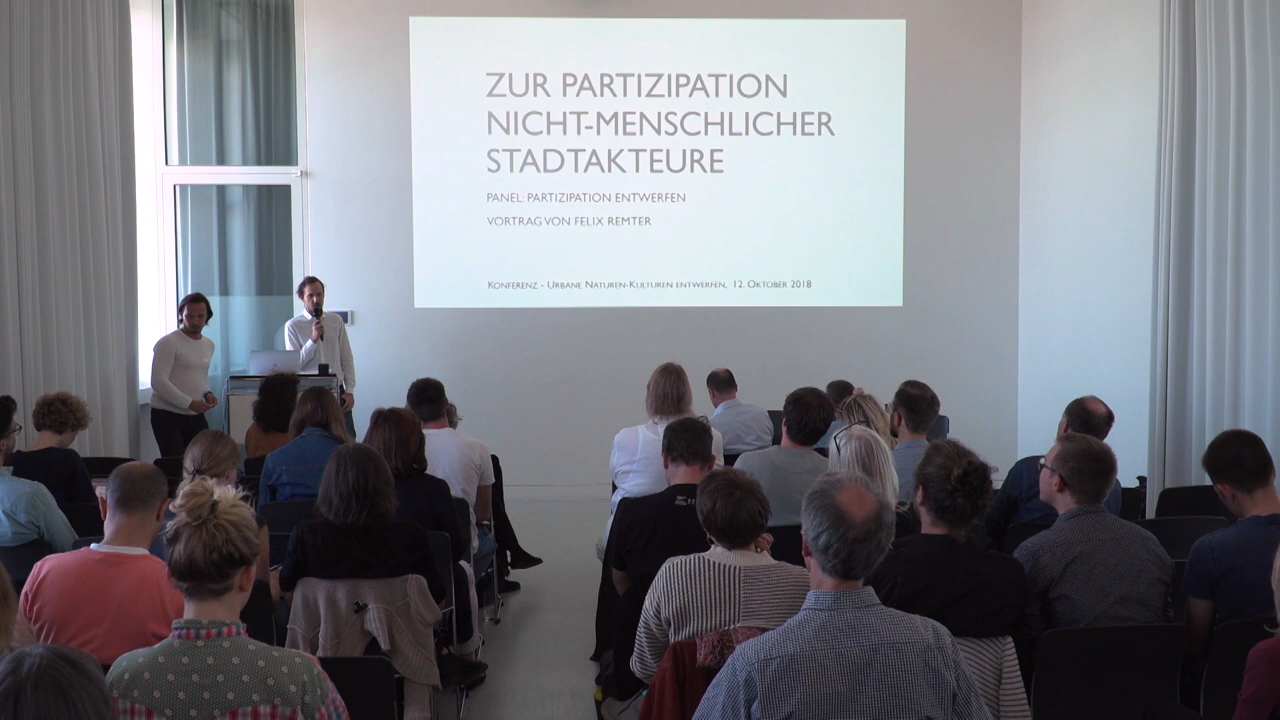 ZUR PARTIZIPATION
NICHT-MENSCHLICHER
STADTAKTEURE
PANEL: PARTIZIPATION ENTWERFEN
VORTRAG VON FELIX REMTER
KONFERENZ - URBANE NATUREN-KULTUREN ENTWERFEN, 12. OKTOBER 2018